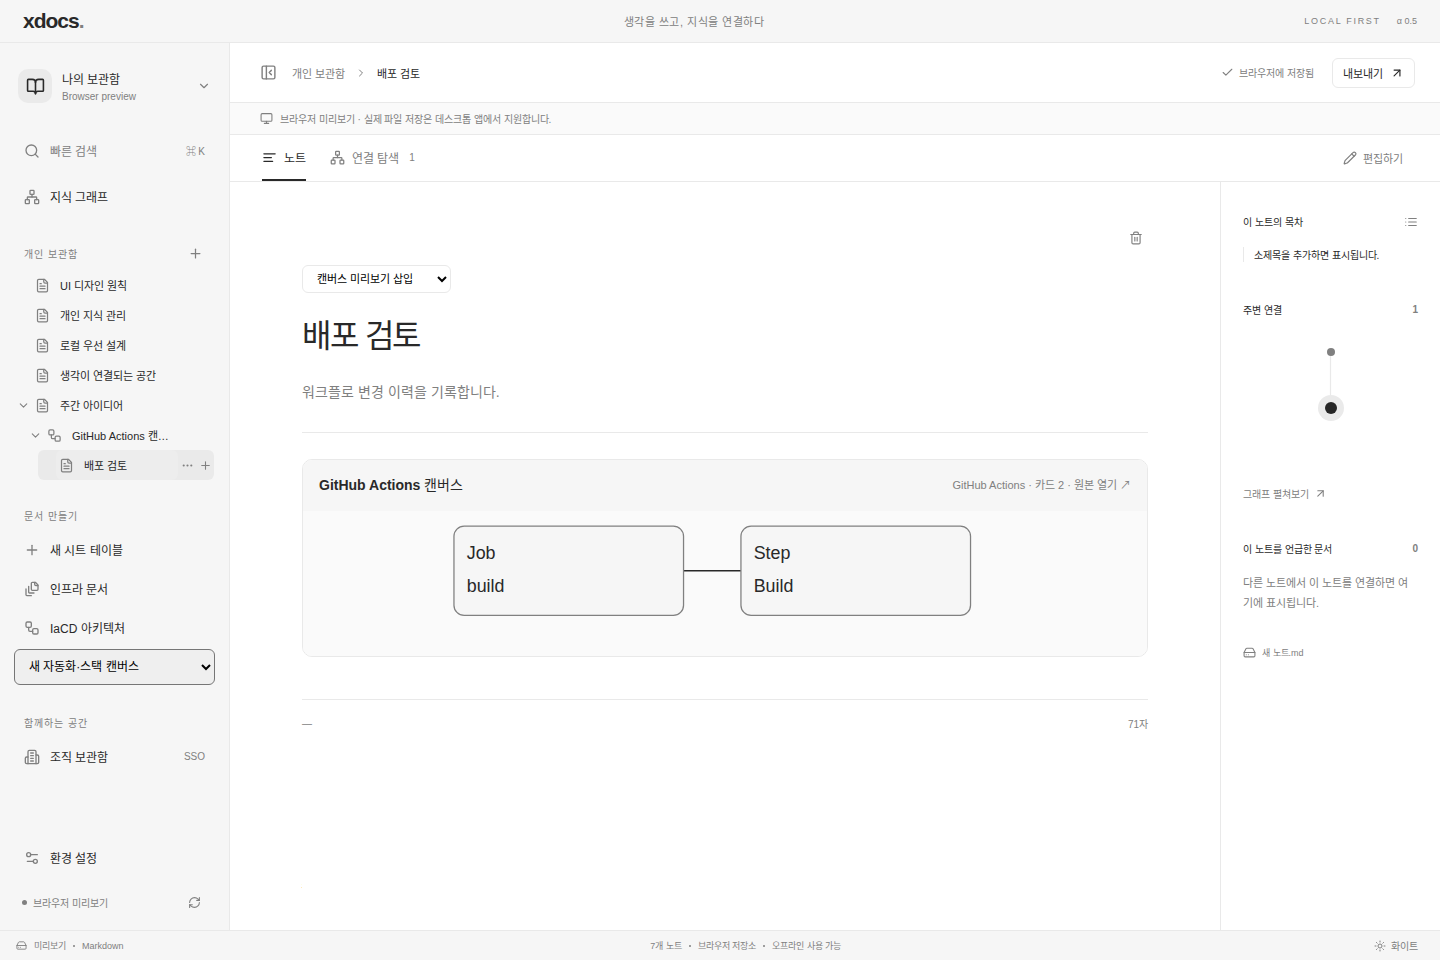 xdocs.
생각을 쓰고, 지식을 연결하다
LOCAL FIRST
α 0.5
나의 보관함
Browser preview
빠른 검색
⌘K
지식 그래프
개인 보관함
UI 디자인 원칙
개인 지식 관리
로컬 우선 설계
생각이 연결되는 공간
주간 아이디어
GitHub Actions 캔...
배포 검토
문서 만들기
새 시트 테이블
인프라 문서
IaCD 아키텍처
새 자동화·스택 캔버스
함께하는 공간
조직 보관함
SSO
환경 설정
브라우저 미리보기
개인 보관함
배포 검토
브라우저에 저장됨
내보내기
브라우저 미리보기 · 실제 파일 저장은 데스크톱 앱에서 지원합니다.
노트
연결 탐색 1
편집하기
캔버스 미리보기 삽입
배포 검토
워크플로 변경 이력을 기록합니다.
GitHub Actions 캔버스
GitHub Actions · 카드 2 · 원본 열기 ↗
Job
build
Step
Build
—
71자
이 노트의 목차
소제목을 추가하면 표시됩니다.
주변 연결
1
그래프 펼쳐보기
이 노트를 언급한 문서
0
다른 노트에서 이 노트를 연결하면 여
기에 표시됩니다.
새 노트.md
미리보기 • Markdown
7개 노트 • 브라우저 저장소 • 오프라인 사용 가능
화이트